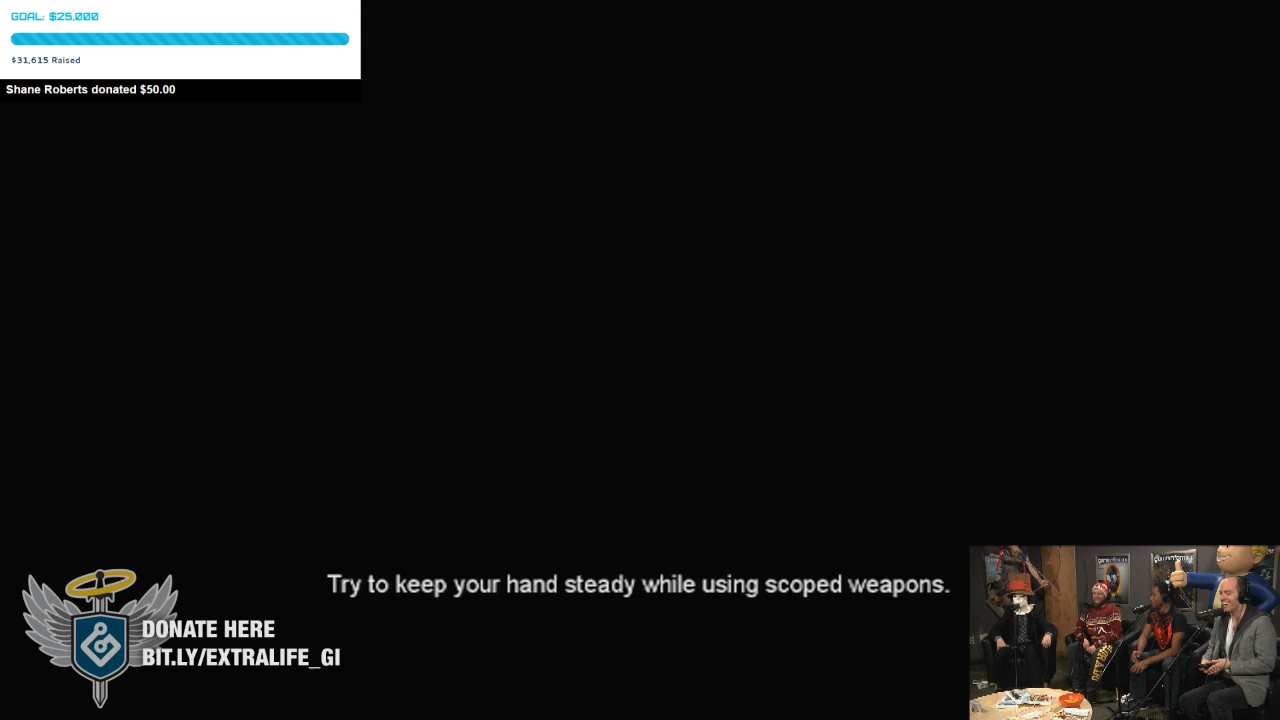 GOAL: $25,000
$31,615 Raised
Shane Roberts donated $50.00
Try to keep your hand steady while using scoped weapons.
DONATE HERE
BIT.LY/EXTRALIFE_GI
gameinformer